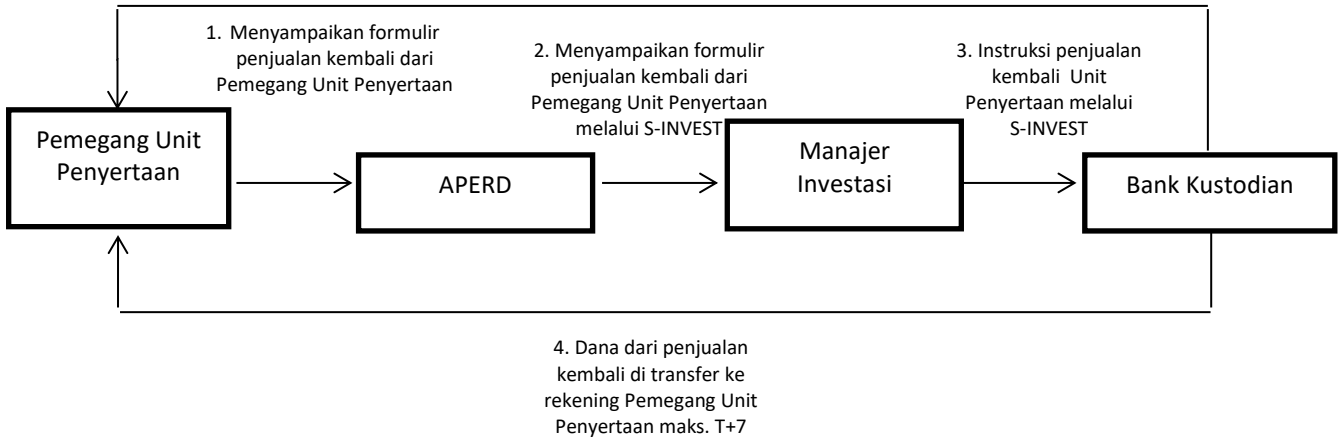 1. Menyampaikan formulir
penjualan kembali dari
Pemegang Unit Penyertaan
2. Menyampaikan formulir
penjualan kembali dari
Pemegang Unit Penyertaan
melalui S-INVEST
3. Instruksi penjualan
kembali Unit
Penyertaan melalui
S-INVEST
Pemegang Unit
Penyertaan
APERD
Manajer
Investasi
Bank Kustodian
4. Dana dari penjualan
kembali di transfer ke
rekening Pemegang Unit
Penyertaan maks. T+7